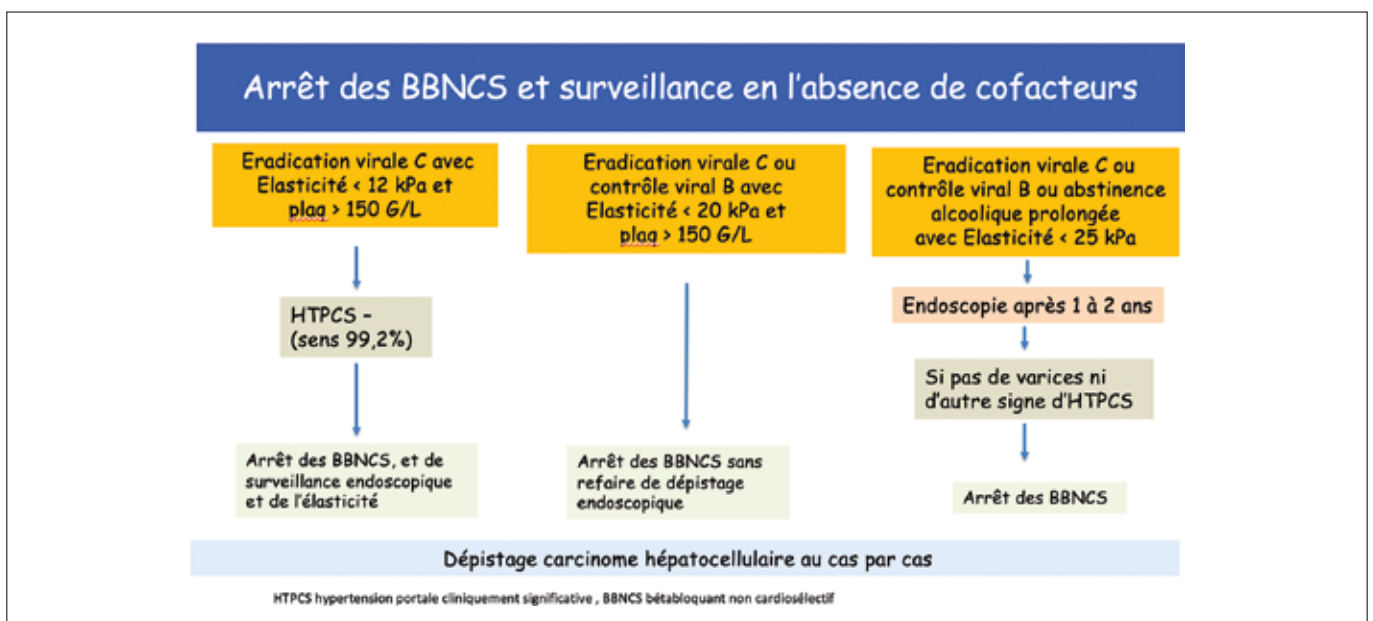 Arrêt des BBNCS et surveillance en l’absence de cofacteurs
Eradication virale C avec
Elasticité < 12 kPa et
plaq > 150 G/L
HTPCS –
(sens 99,2%)
Arrêt des BBNCS, et de
surveillance endoscopique
et de l’élasticité
Eradication virale C ou
contrôle viral B avec
Elasticité < 20 kPa et
plaq > 150 G/L
Arrêt des BBNCS sans
refaire de dépistage
endoscopique
Eradication virale C ou
contrôle viral B ou abstinence
alcoolique prolongée
avec Elasticité < 25 kPa
Endoscopie après 1 à 2 ans
Si pas de varices ni
d’autre signe d’HTPCS
Arrêt des BBNCS
Dépistage carcinome hépatocellulaire au cas par cas
HTPCS hypertension portale cliniquement significative , BBNCS bétabloquant non cardiosélectif